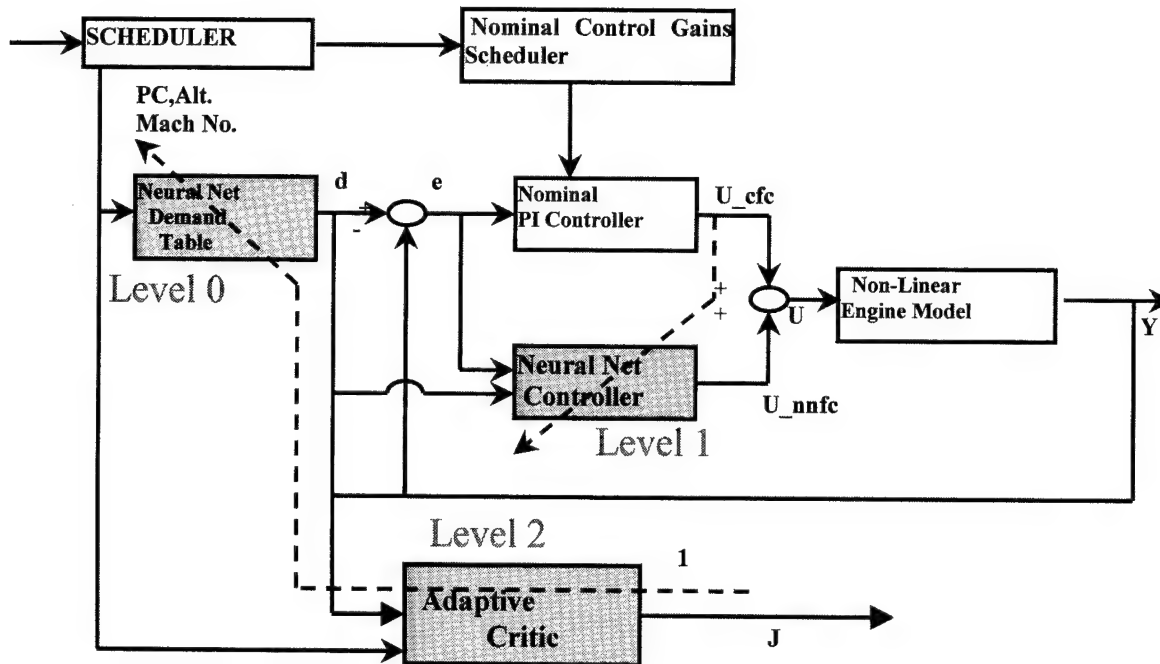 SCHEDULER
Nominal Control Gains
Scheduler
PC,Alt.
Mach No.
Neural Net
Demand
Table
d
e
+
-
Nominal
PI Controller
U_cfc
Level 0
+
+
U
Non-Linear
Engine Model
Y
Neural Net
Controller
U_nnfc
Level 1
Level 2
1
Adaptive
Critic
J